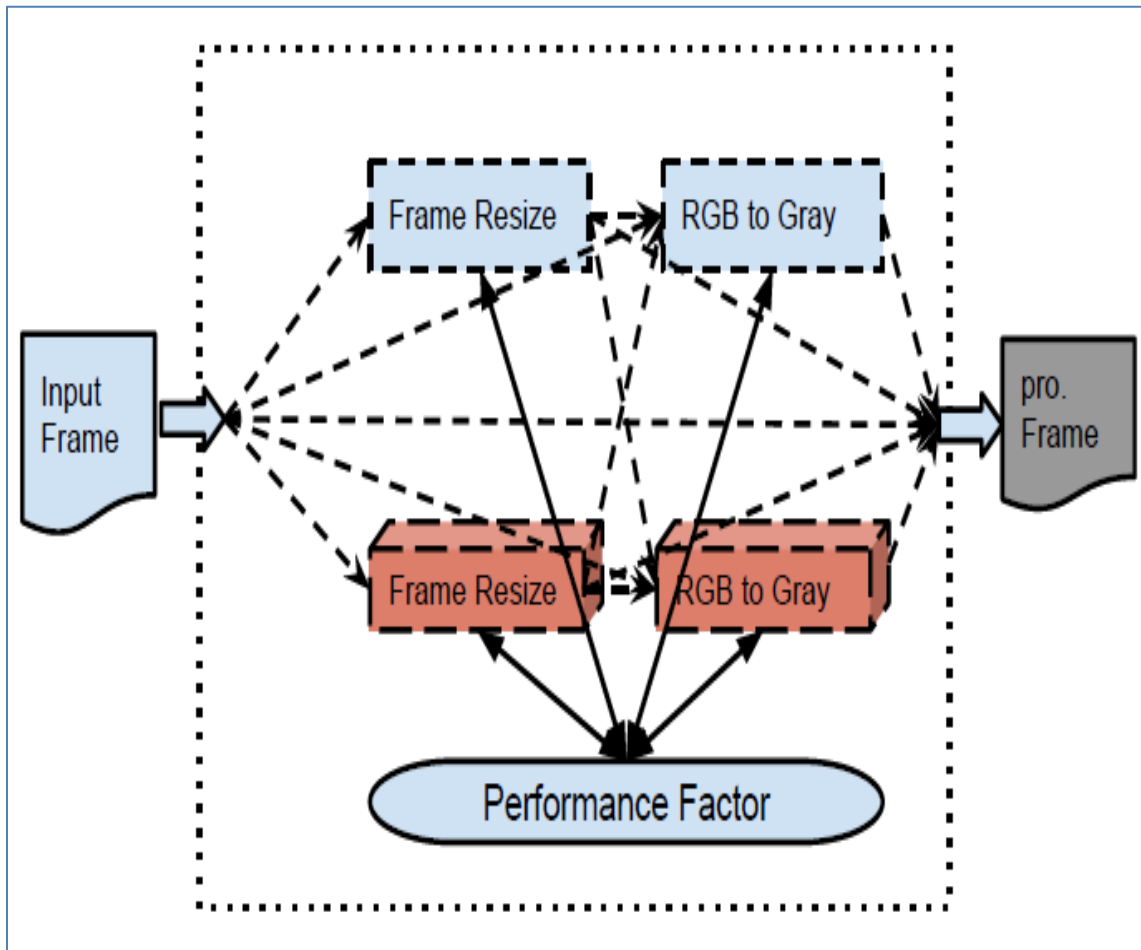 Frame Resize
RGB to Gray
Input
Frame
pro.
Frame
Frame Resize
RGB to Gray
Performance Factor